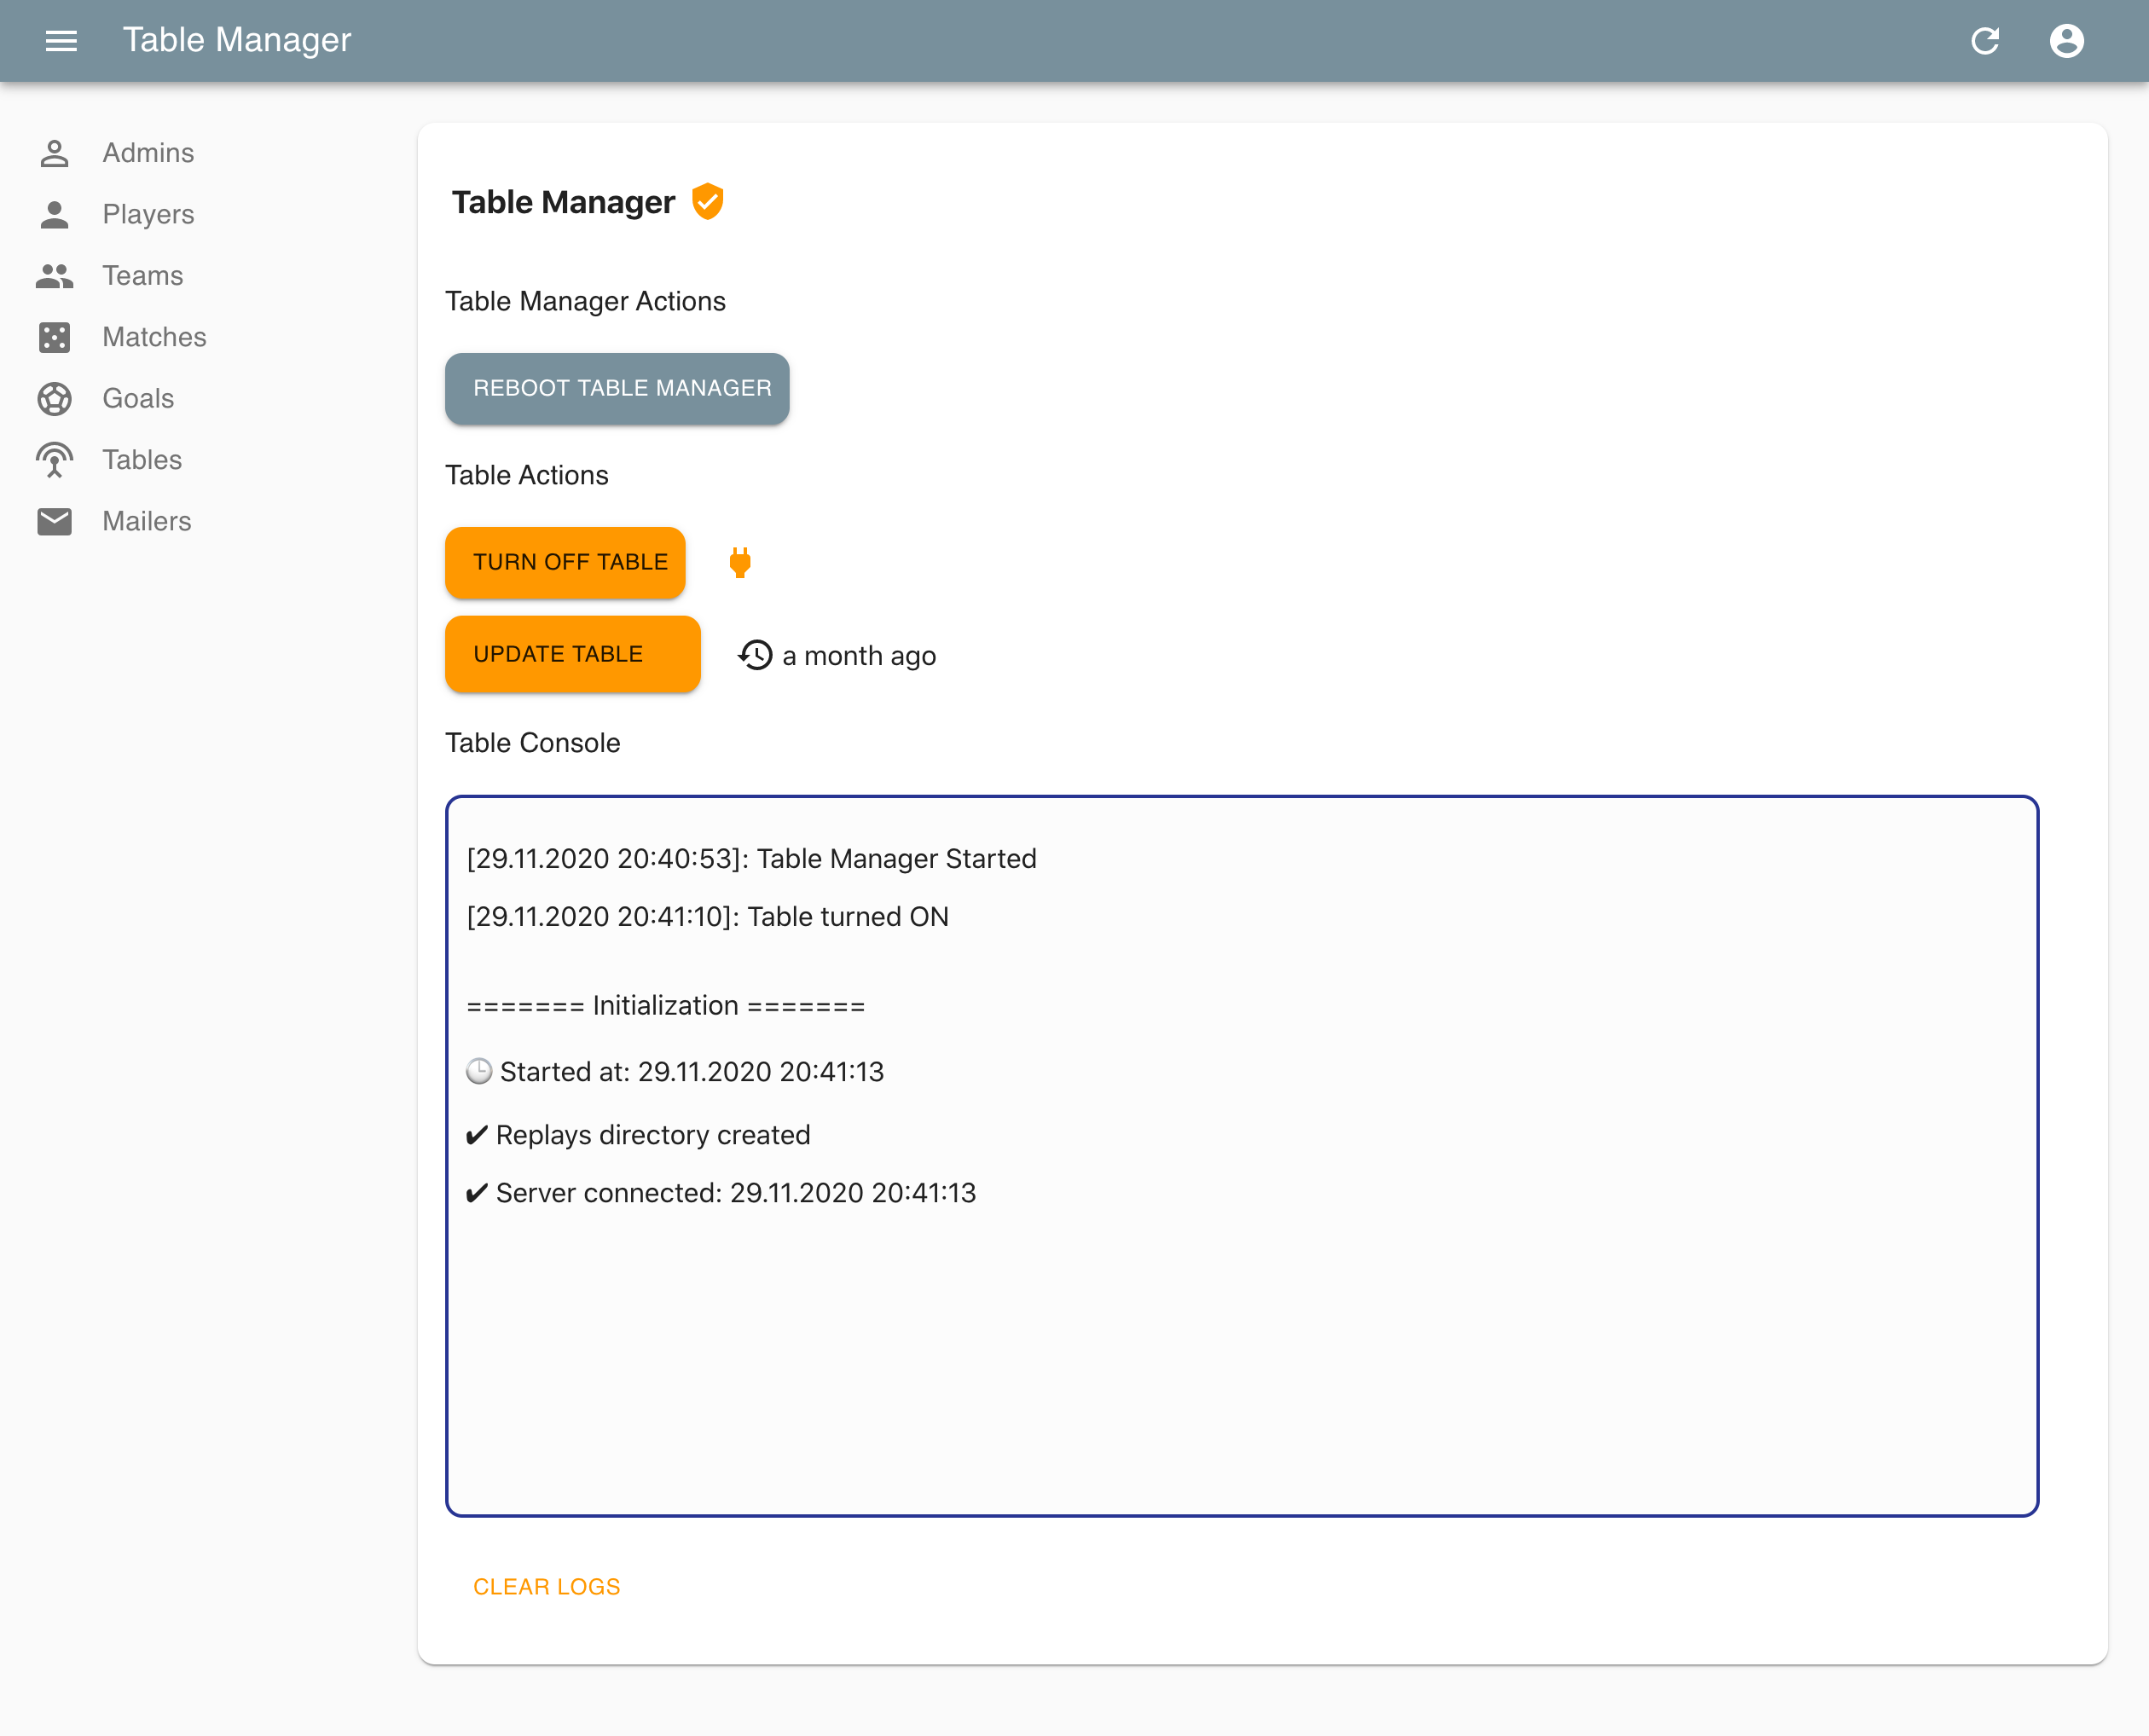 Table Manager
Admins
Players
Teams
Matches
Goals
Tables
Mailers
Table Manager
Table Manager Actions
REBOOT TABLE MANAGER
Table Actions
TURN OFF TABLE
UPDATE TABLE
a month ago
Table Console
[29.11.2020 20:40:53]: Table Manager Started
[29.11.2020 20:41:10]: Table turned ON
======= Initialization =======
🕒 Started at: 29.11.2020 20:41:13
✔ Replays directory created
✔ Server connected: 29.11.2020 20:41:13
CLEAR LOGS